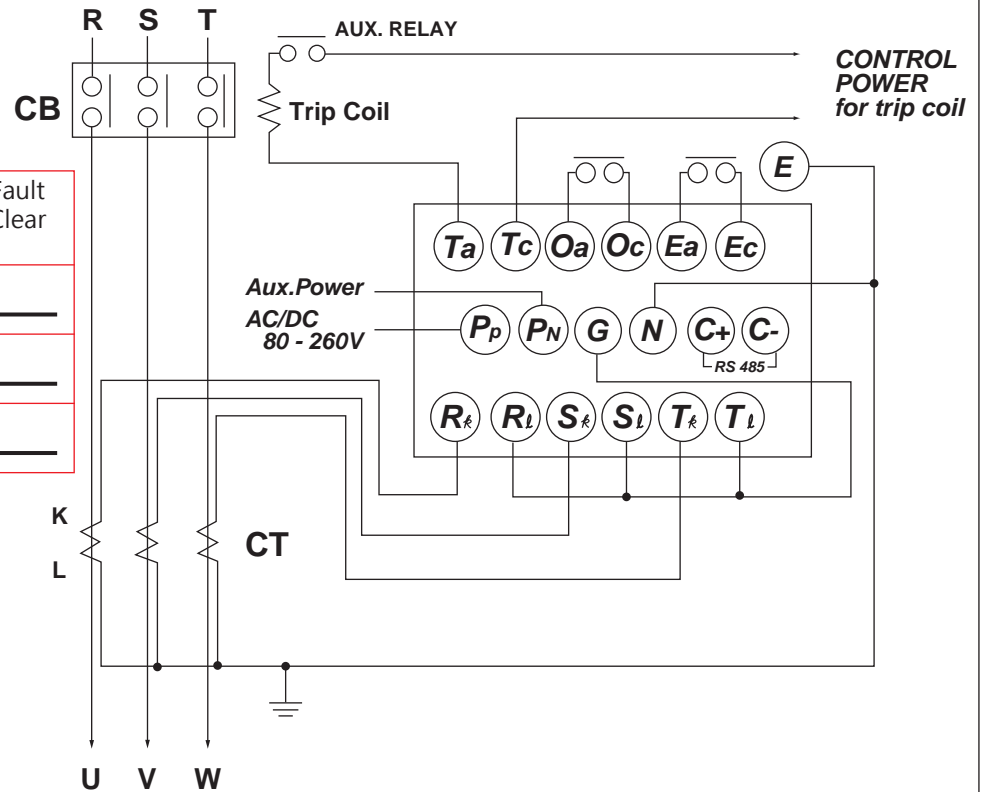 R S T
AUX. RELAY
CONTROL
POWER
for trip coil
CB
Trip Coil
E
Fault
Clear
Ta Tc Oa Oc Ea Ec
Aux.Power
AC/DC
80 - 260V
Pp PN G N C+ C-
RS 485
Rk Rℓ Sk Sℓ Tk Tℓ
K
CT
L
U V W